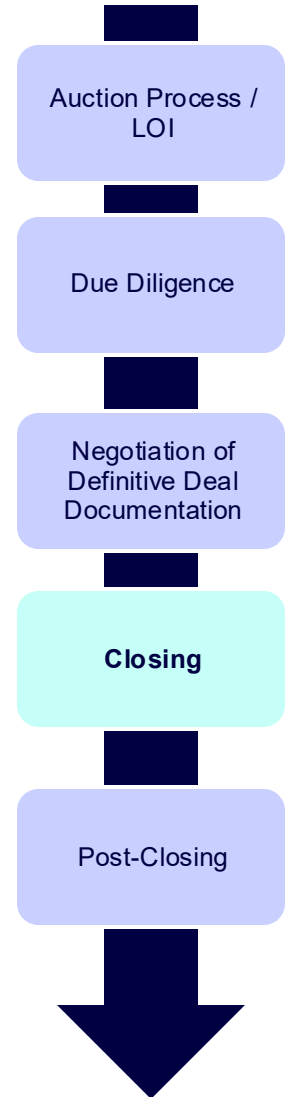 Auction Process /
LOI
Due Diligence
Negotiation of
Definitive Deal
Documentation
Closing
Post-Closing